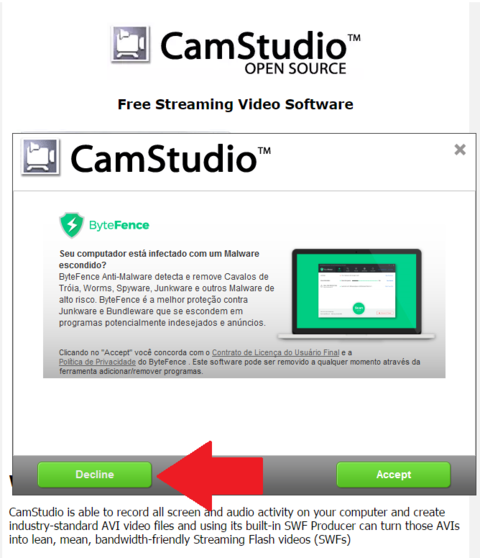 CamStudio™
OPEN SOURCE
Free Streaming Video Software
CamStudio™
ByteFence
Seu computador está infectado com um Malware
escondido?
ByteFence Anti-Malware detecta e remove Cavalos de
Tróia, Worms, Spyware, Junkware e outros Malware de
alto risco. ByteFence é a melhor proteção contra
Junkware e Bundleware que se escondem em
programas potencialmente indesejados e anúncios.
Clicando no "Accept" você concorda com o Contrato de Licença do Usuário Final e a
Política de Privacidade do ByteFence . Este software pode ser removido a qualquer momento através da
ferramenta adicionar/remover programas.
Decline
Accept
CamStudio is able to record all screen and audio activity on your computer and create
industry-standard AVI video files and using its built-in SWF Producer can turn those AVIs
into lean, mean, bandwidth-friendly Streaming Flash videos (SWFs)